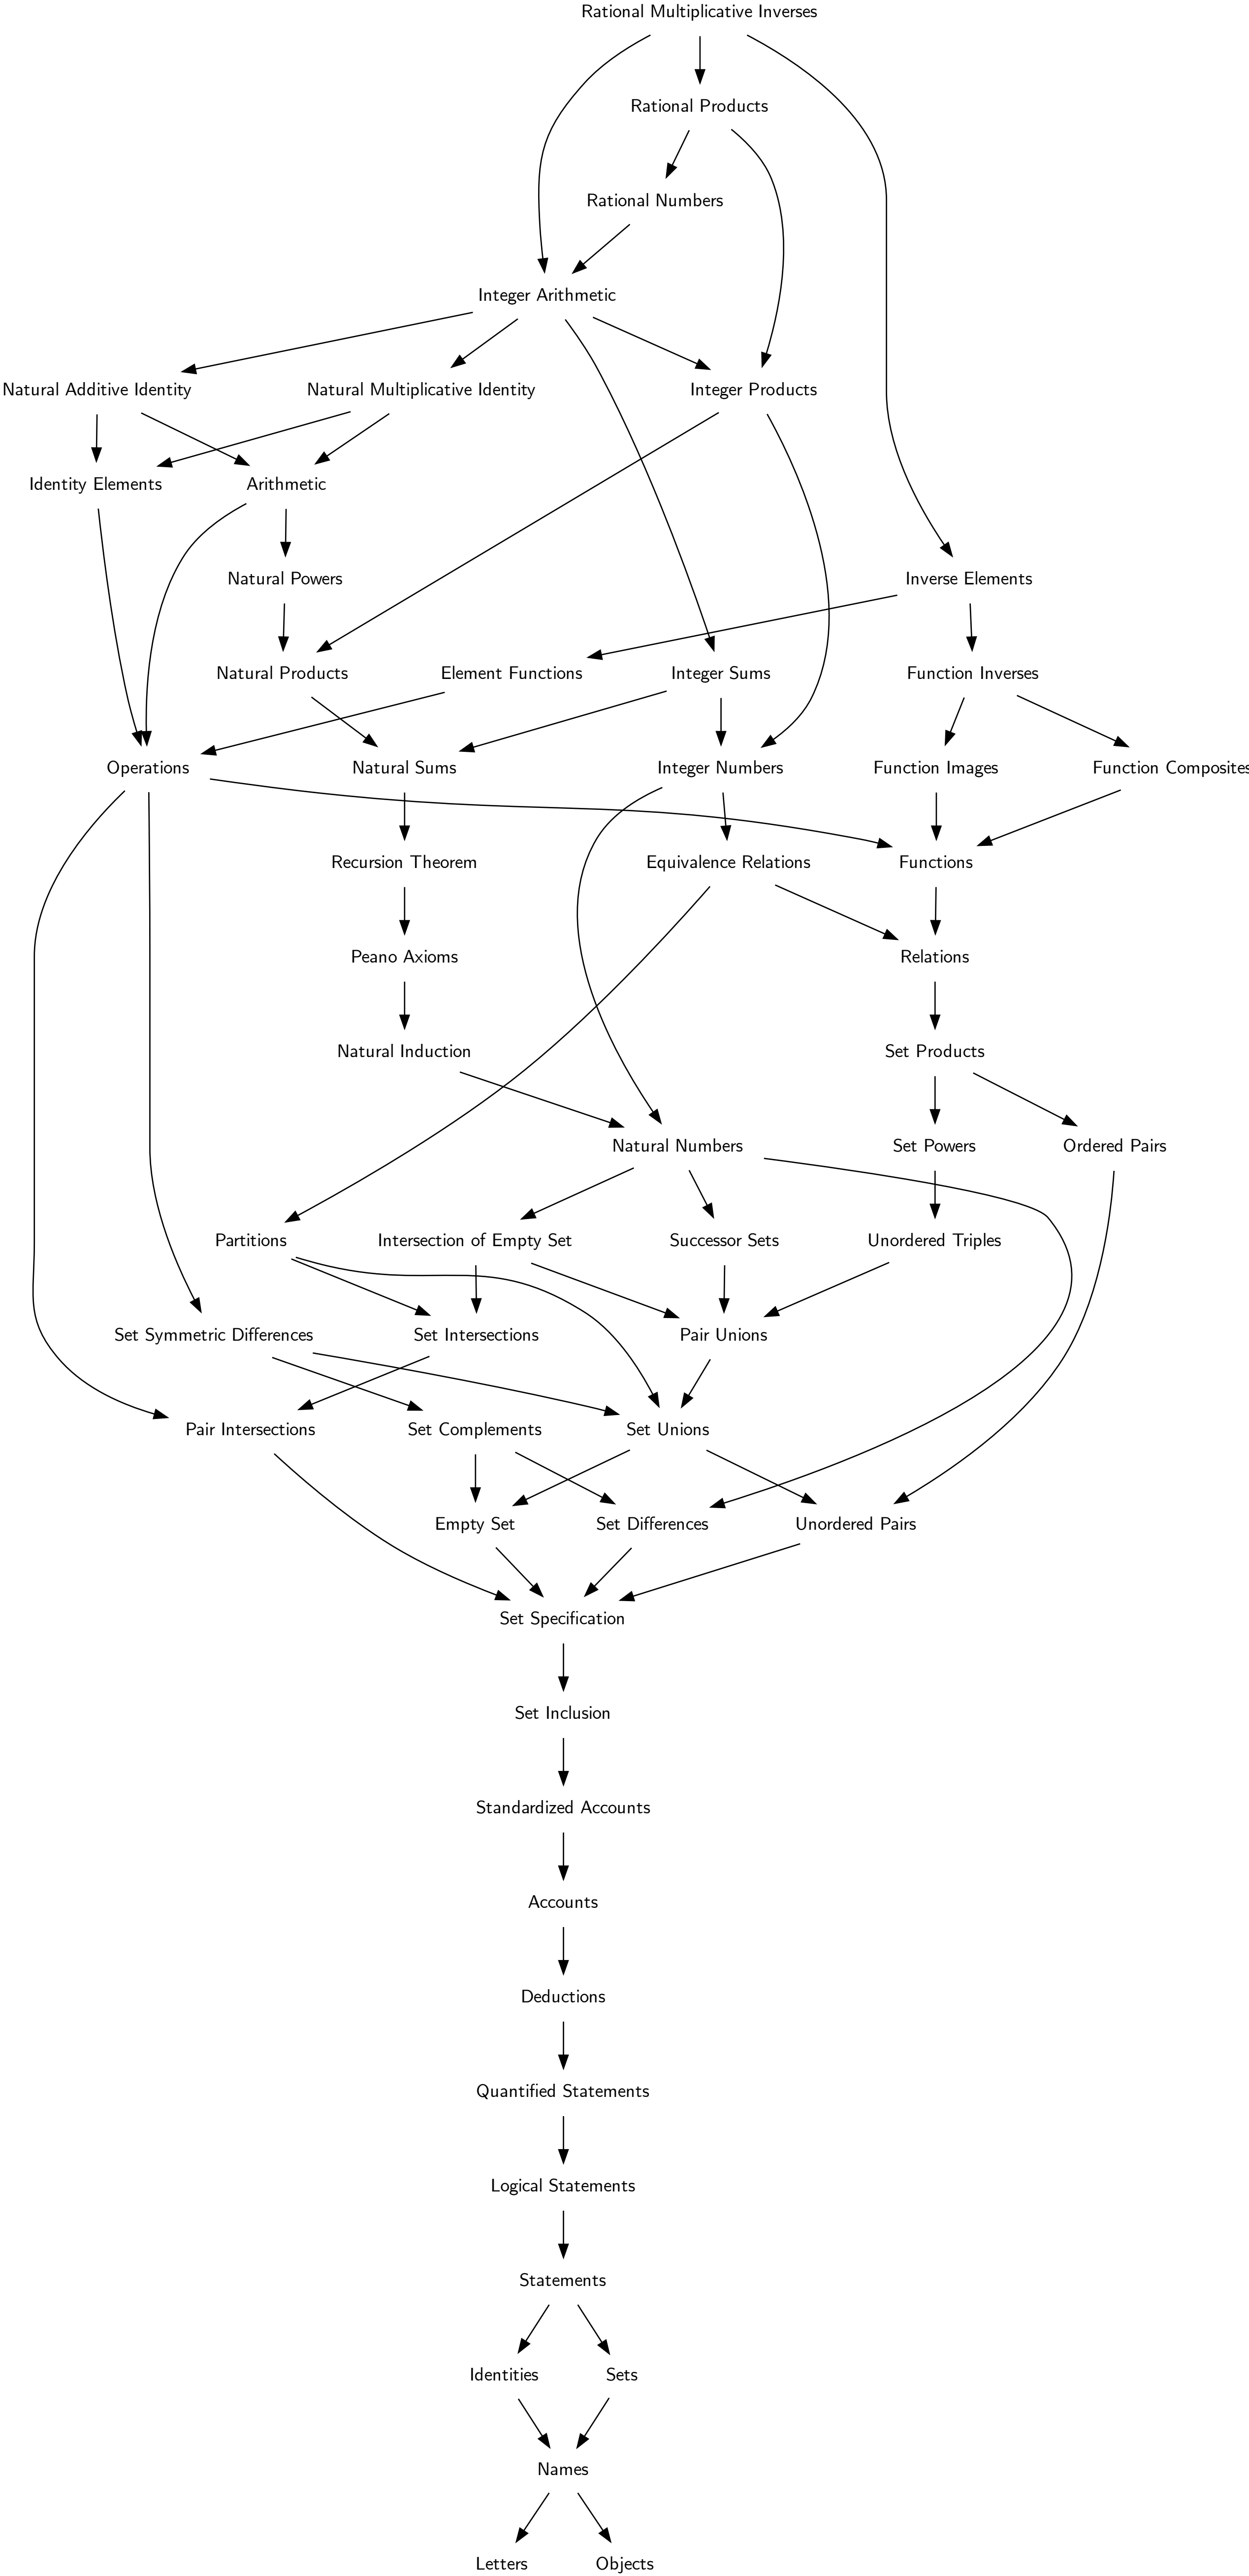 Rational Multiplicative Inverses
Rational Products
Rational Numbers
Integer Arithmetic
Natural Additive Identity
Natural Multiplicative Identity
Integer Products
Identity Elements
Arithmetic
Natural Powers
Inverse Elements
Natural Products
Element Functions
Integer Sums
Function Inverses
Operations
Natural Sums
Integer Numbers
Function Images
Function Composites
Recursion Theorem
Equivalence Relations
Functions
Peano Axioms
Relations
Natural Induction
Set Products
Natural Numbers
Set Powers
Ordered Pairs
Partitions
Intersection of Empty Set
Successor Sets
Unordered Triples
Set Symmetric Differences
Set Intersections
Pair Unions
Pair Intersections
Set Complements
Set Unions
Empty Set
Set Differences
Unordered Pairs
Set Specification
Set Inclusion
Standardized Accounts
Accounts
Deductions
Quantified Statements
Logical Statements
Statements
Identities
Sets
Names
Letters
Objects